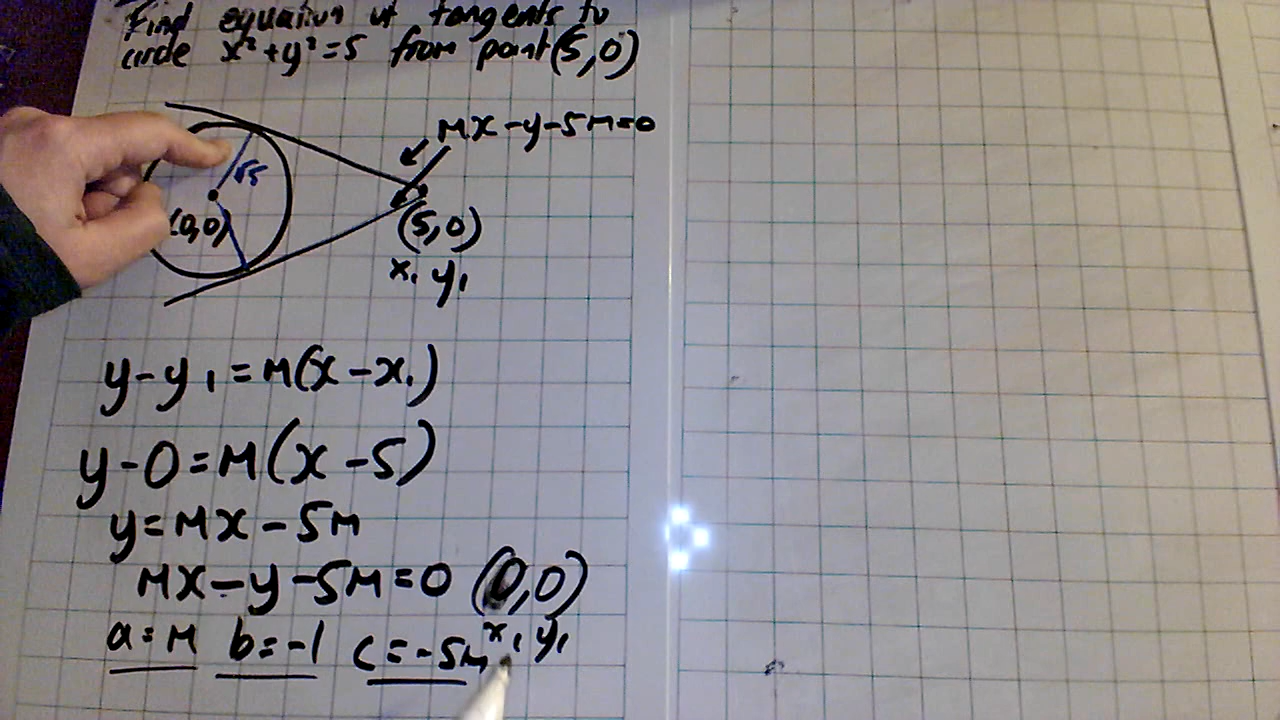 Find equation of tangents to
circle x²+y²=5 from point(5,0)
Mx-y-5M=0
√5
(0,0)
(5,0)
x₁ y₁
y-y₁=M(x-x₁)
y-0=M(x-5)
y=Mx-5M
Mx-y-5M=0 (0,0)
a=M b=-1 c=-5M x₁ y₁